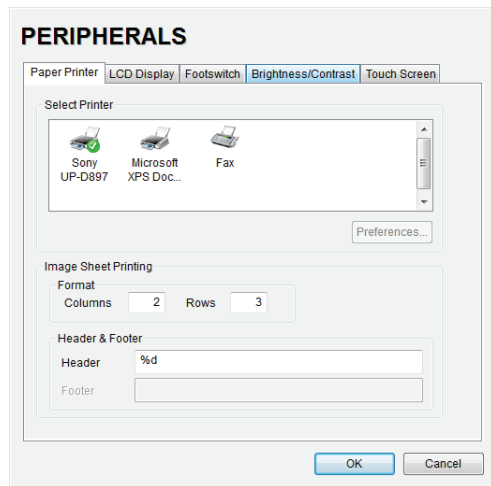 PERIPHERALS
Paper Printer LCD Display Footswitch Brightness/Contrast Touch Screen
Select Printer
Sony Microsoft Fax
UP-D897 XPS Doc...
Preferences...
Image Sheet Printing
Format
Columns 2 Rows 3
Header & Footer
Header %d
Footer
OK Cancel